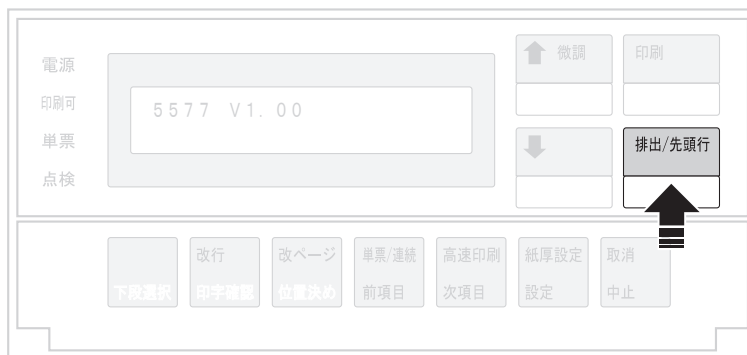 電源
印刷可
単票
点検
5577 V1.00
微調
印刷
排出/先頭行
下段選択
改行
印字確認
改ページ
位置決め
単票/連続
前項目
高速印刷
次項目
紙厚設定
設定
取消
中止